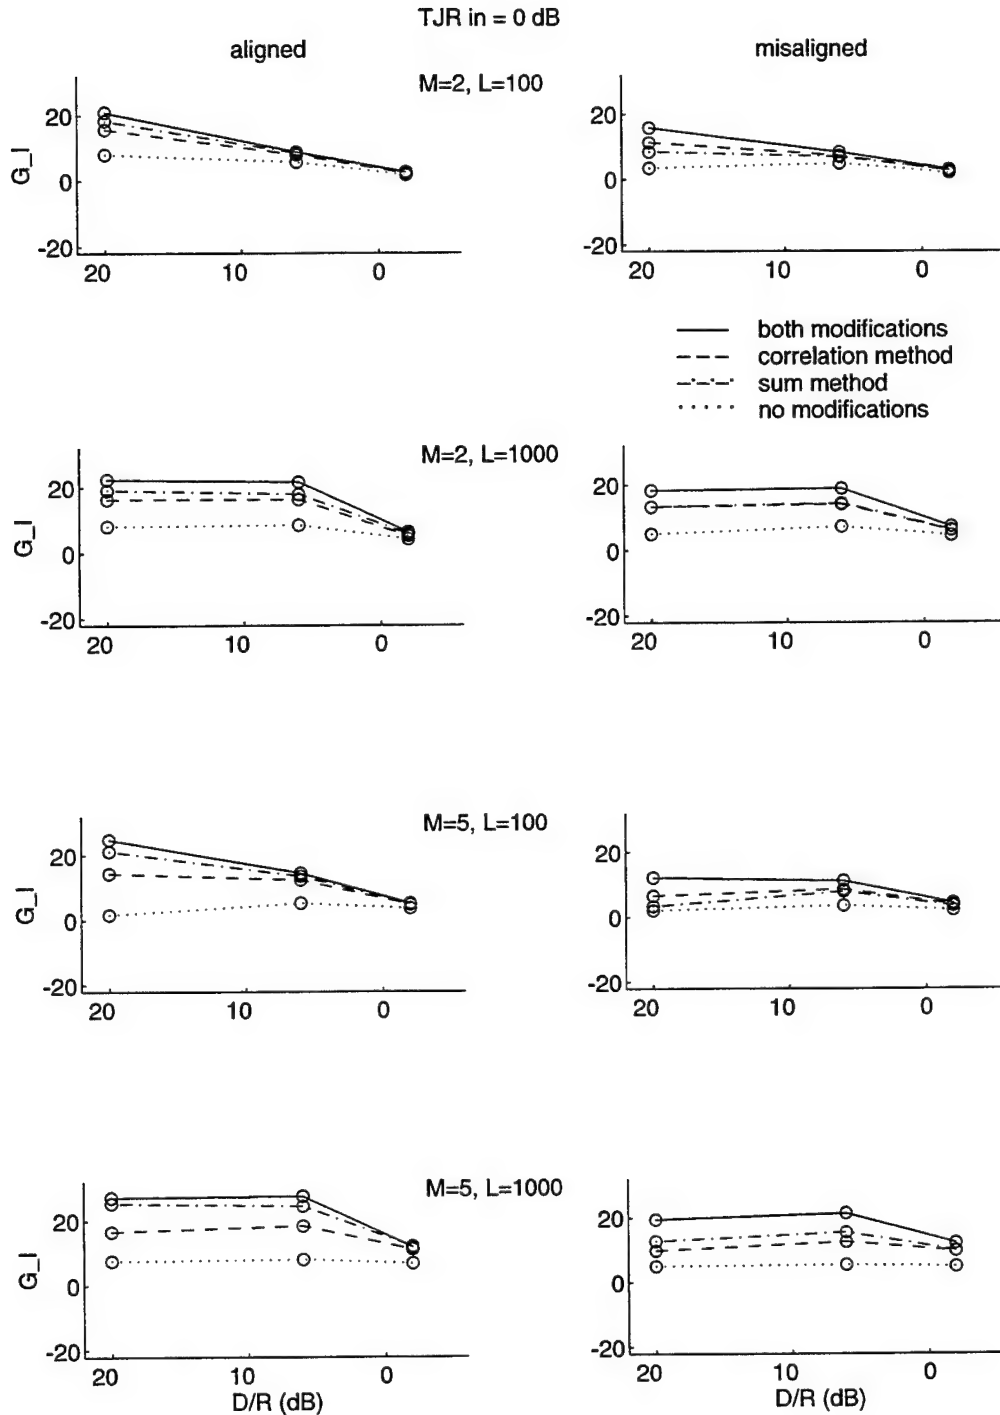 TJR in = 0 dB
aligned
misaligned
M=2, L=100
G_I
20
0
-20
20
10
0
20
0
-20
20
10
0
both modifications
correlation method
sum method
no modifications
M=2, L=1000
G_I
20
0
-20
20
10
0
20
0
-20
20
10
0
M=5, L=100
G_I
20
0
-20
20
10
0
20
0
-20
20
10
0
M=5, L=1000
G_I
20
0
-20
20
10
0
D/R (dB)
20
0
-20
20
10
0
D/R (dB)